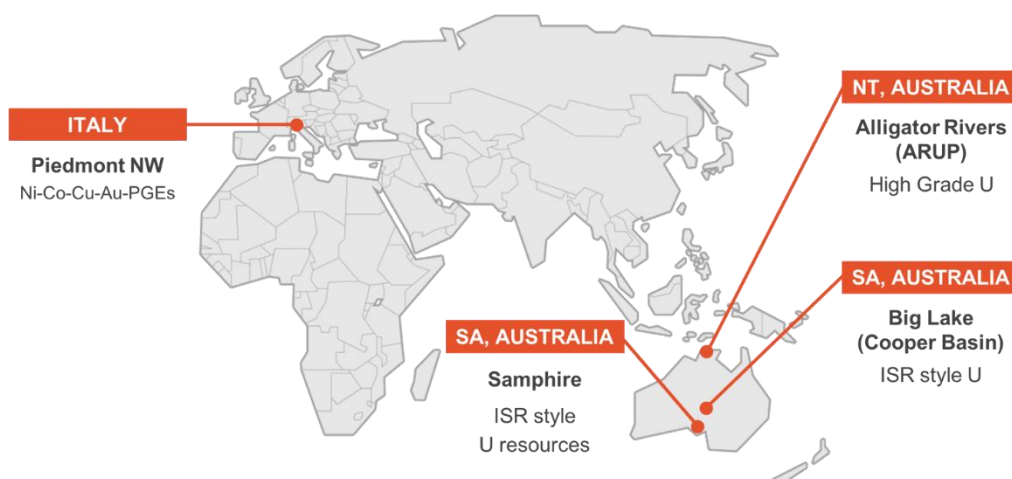 ITALY
Piedmont NW
Ni-Co-Cu-Au-PGEs
SA, AUSTRALIA
Samphire
ISR style
U resources
NT, AUSTRALIA
Alligator Rivers
(ARUP)
High Grade U
SA, AUSTRALIA
Big Lake
(Cooper Basin)
ISR style U